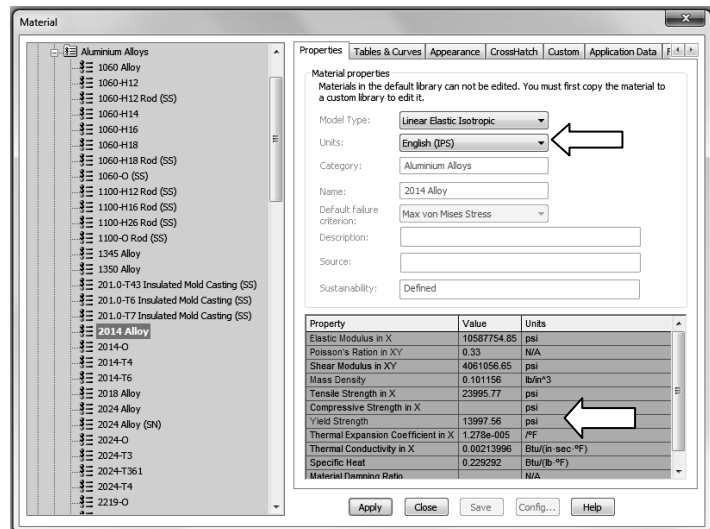 Material
Aluminium Alloys
1060 Alloy
1060-H12
1060-H12 Rod (SS)
1060-H14
1060-H16
1060-H18
1060-H18 Rod (SS)
1060-O (SS)
1100-H12 Rod (SS)
1100-H16 Rod (SS)
1100-H26 Rod (SS)
1100-O Rod (SS)
1345 Alloy
1350 Alloy
201.0-T43 Insulated Mold Casting (SS)
201.0-T6 Insulated Mold Casting (SS)
201.0-T7 Insulated Mold Casting (SS)
2014 Alloy
2014-O
2014-T4
2014-T6
2018 Alloy
2024 Alloy
2024 Alloy (SN)
2024-O
2024-T3
2024-T361
2024-T4
2219-O
Properties Tables & Curves Appearance CrossHatch Custom Application Data
Material properties
Materials in the default library can not be edited. You must first copy the material to
a custom library to edit it.
Model Type: Linear Elastic Isotropic
Units: English (IPS)
Category: Aluminium Alloys
Name: 2014 Alloy
Default failure
criterion: Max von Mises Stress
Description:
Source:
Sustainability: Defined
Property Value Units
Elastic Modulus in X 10587754.85 psi
Poisson's Ration in XY 0.33 N/A
Shear Modulus in XY 4061056.65 psi
Mass Density 0.101156 lb/in^3
Tensile Strength in X 23995.77 psi
Compressive Strength in X psi
Yield Strength 13997.56 psi
Thermal Expansion Coefficient in X 1.278e-005 /°F
Thermal Conductivity in X 0.00213996 Btu/(in·sec·°F)
Specific Heat 0.229292 Btu/(lb·°F)
Material Damping Ratio N/A
Apply Close Save Config... Help